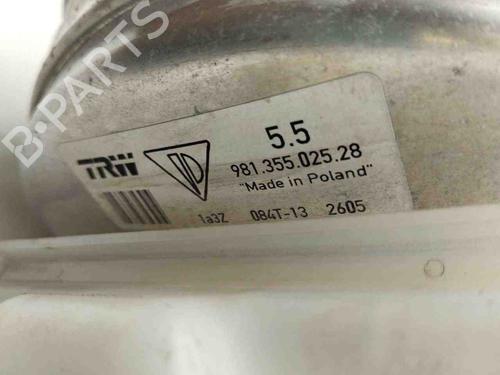 B-PARTS
5.5
TRW
981.355.025.28
"Made in Poland"
1a3Z 084T-13 2605